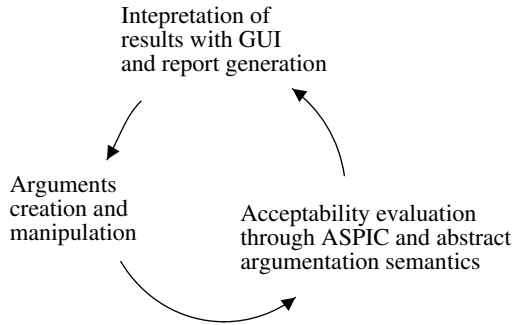 Intepretation of
results with GUI
and report generation
Arguments
creation and
manipulation
Acceptability evaluation
through ASPIC and abstract
argumentation semantics